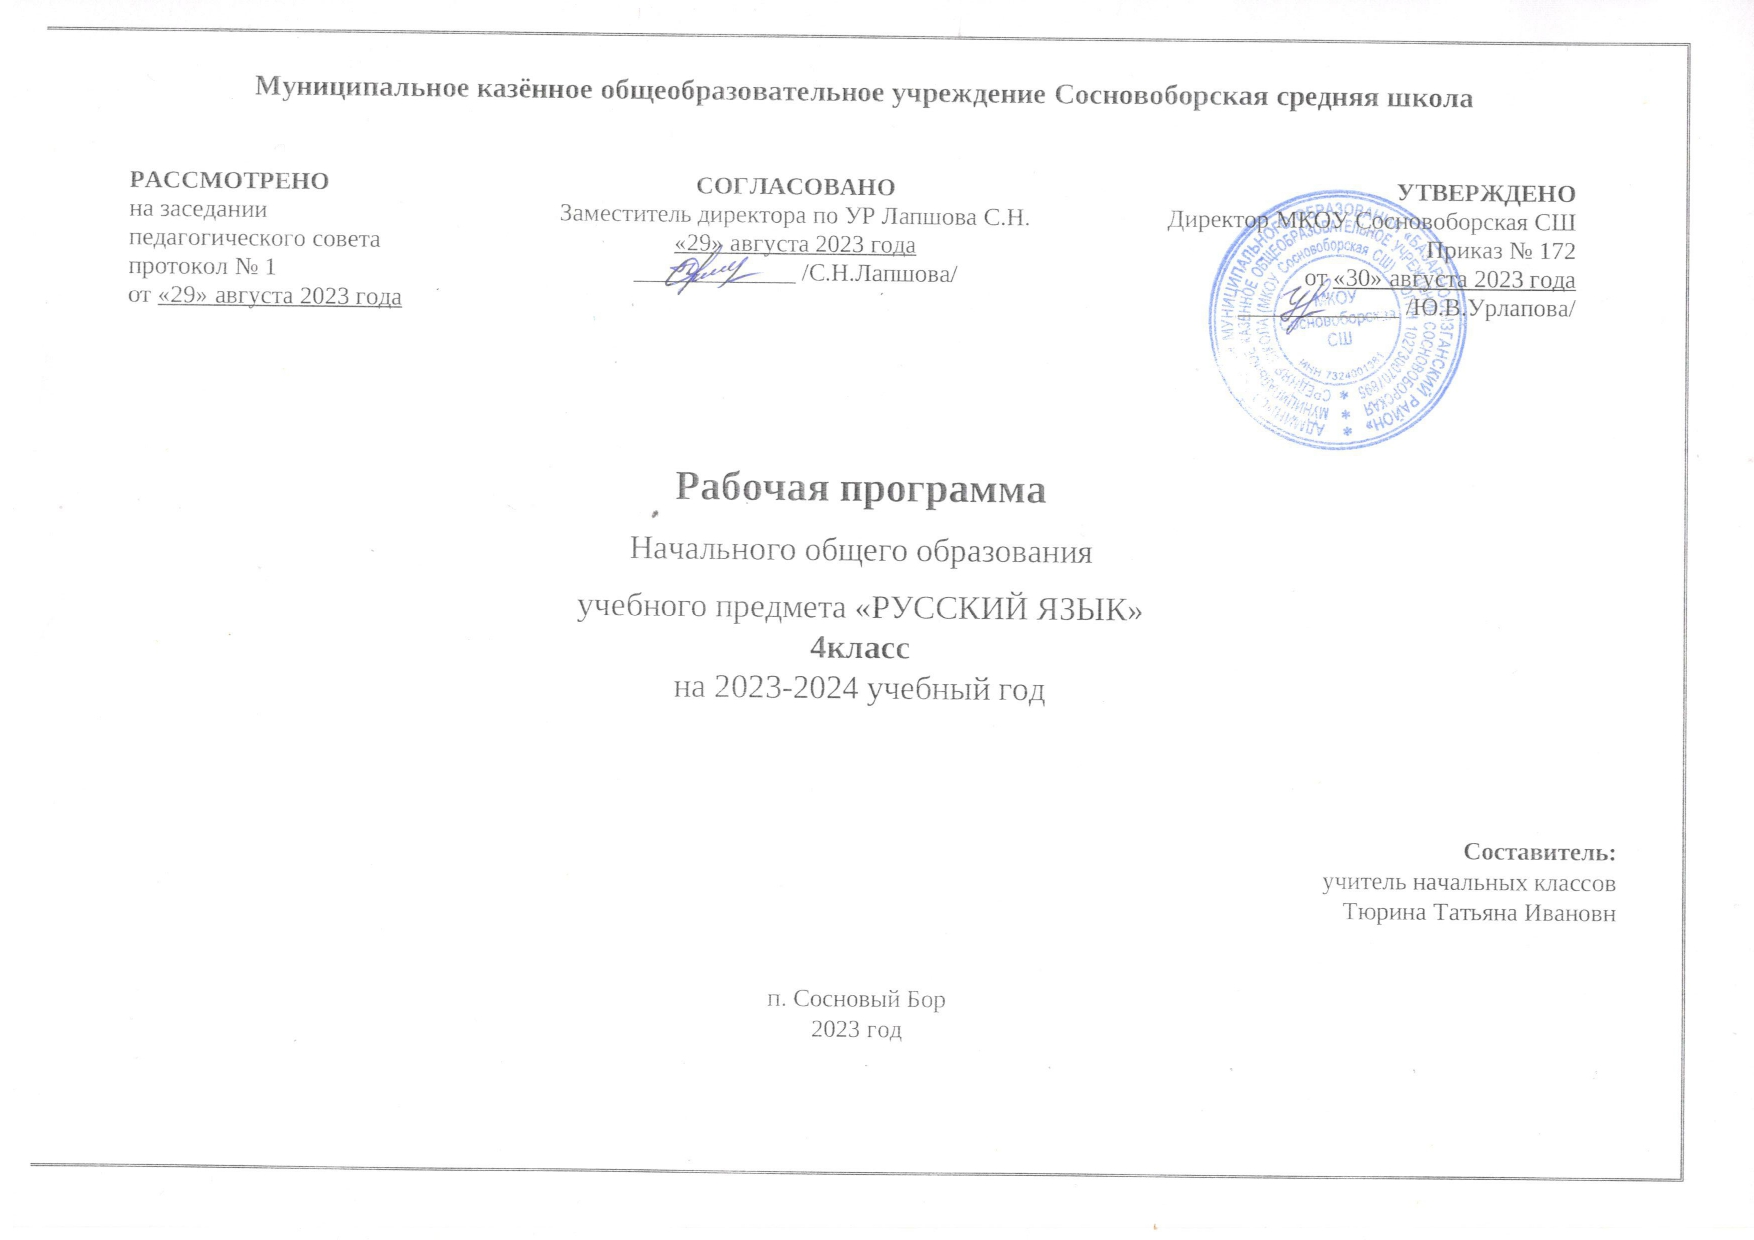 Муниципальное казённое общеобразовательное учреждение Сосновоборская средняя школа
РАССМОТРЕНО
на заседании
педагогического совета
протокол № 1
от «29» августа 2023 года
СОГЛАСОВАНО
Заместитель директора по УР Лапшова С.Н.
«29» августа 2023 года
/С.Н.Лапшова/
УТВЕРЖДЕНО
Директор МКОУ Сосновоборская СШ
Приказ № 172
от «30» августа 2023 года
/Ю.В.Урлапова/
МКОУ
Сосновоборская
СШ
Рабочая программа
Начального общего образования
учебного предмета «РУССКИЙ ЯЗЫК»
4класс
на 2023-2024 учебный год
Составитель:
учитель начальных классов
Тюрина Татьяна Ивановн
п. Сосновый Бор
2023 год